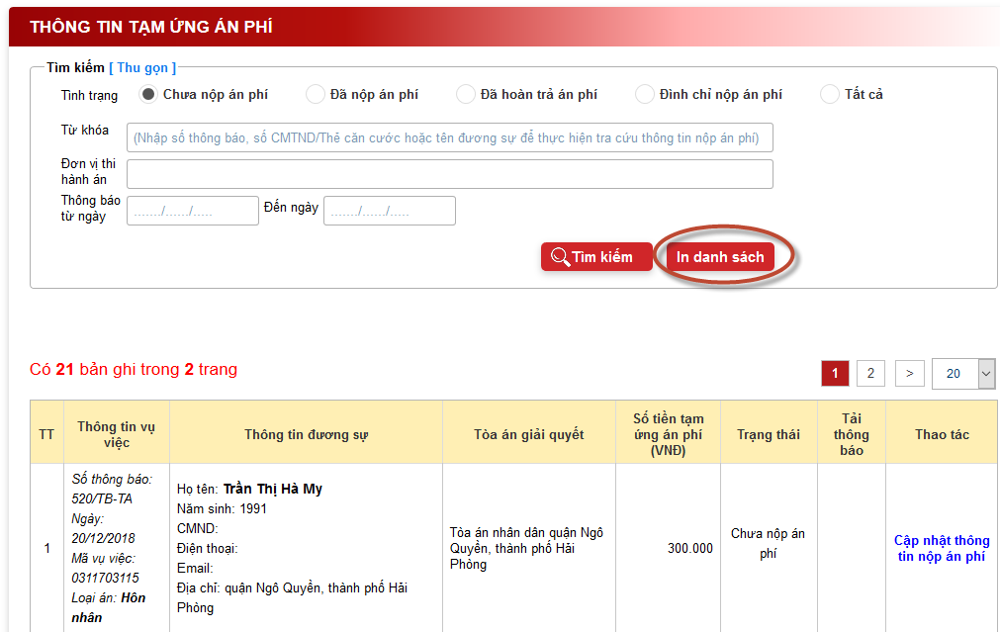 THÔNG TIN TẠM ỨNG ÁN PHÍ
Tìm kiếm [ Thu gọn ]
Tình trạng Chưa nộp án phí Đã nộp án phí Đã hoàn trả án phí Đình chỉ nộp án phí Tất cả
Từ khóa (Nhập số thông báo, số CMTND/Thẻ căn cước hoặc tên đương sự để thực hiện tra cứu thông tin nộp án phí)
Đơn vị thi
hành án
Thông báo
từ ngày ......./....../..... Đến ngày ......./....../.....
Tìm kiếm In danh sách
Có 21 bản ghi trong 2 trang
1 2 > 20
TT
Thông tin vụ
việc
Thông tin đương sự
Tòa án giải quyết
Số tiền tạm
ứng án phí
(VNĐ)
Trạng thái
Tải
thông
báo
Thao tác
1
Số thông báo:
520/TB-TA
Ngày:
20/12/2018
Mã vụ việc:
0311703115
Loại án: Hôn
nhân
Họ tên: Trần Thị Hà My
Năm sinh: 1991
CMND:
Điện thoại:
Email:
Địa chỉ: quận Ngô Quyền, thành phố Hải
Phòng
Tòa án nhân dân quận Ngô
Quyền, thành phố Hải
Phòng
300.000
Chưa nộp án
phí
Cập nhật thông
tin nộp án phí